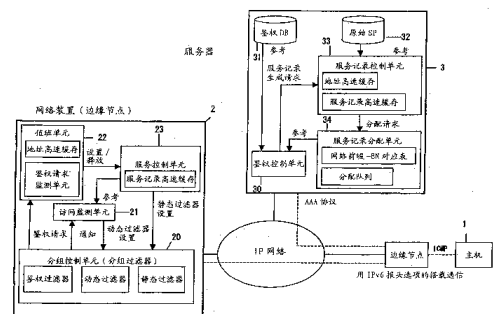 服务器
鉴权 DB
原始 SP
32
31
参考
参考
33
服务记录
生成请求
服务记录控制单元
地址高速缓存
服务记录高速缓存
3
34
分配请求
参考
服务记录分配单元
网络前缀-EN对应表
分配队列
鉴权控制单元
30
网络装置（边缘节点）
2
值班单元
地址高速缓存
鉴权请求
监测单元
22
设置/
释放
23
服务控制单元
服务记录高速缓存
参考
访问监测单元
21
静态过滤器
设置
动态过滤器
设置
鉴权请求
通知
20
分组控制单元（分组过滤器）
鉴权过滤器
动态过滤器
静态过滤器
AAA 协议
IP 网络
边缘节点
IGMP
主机
1
用 IPv6 报头选项的搭载通信